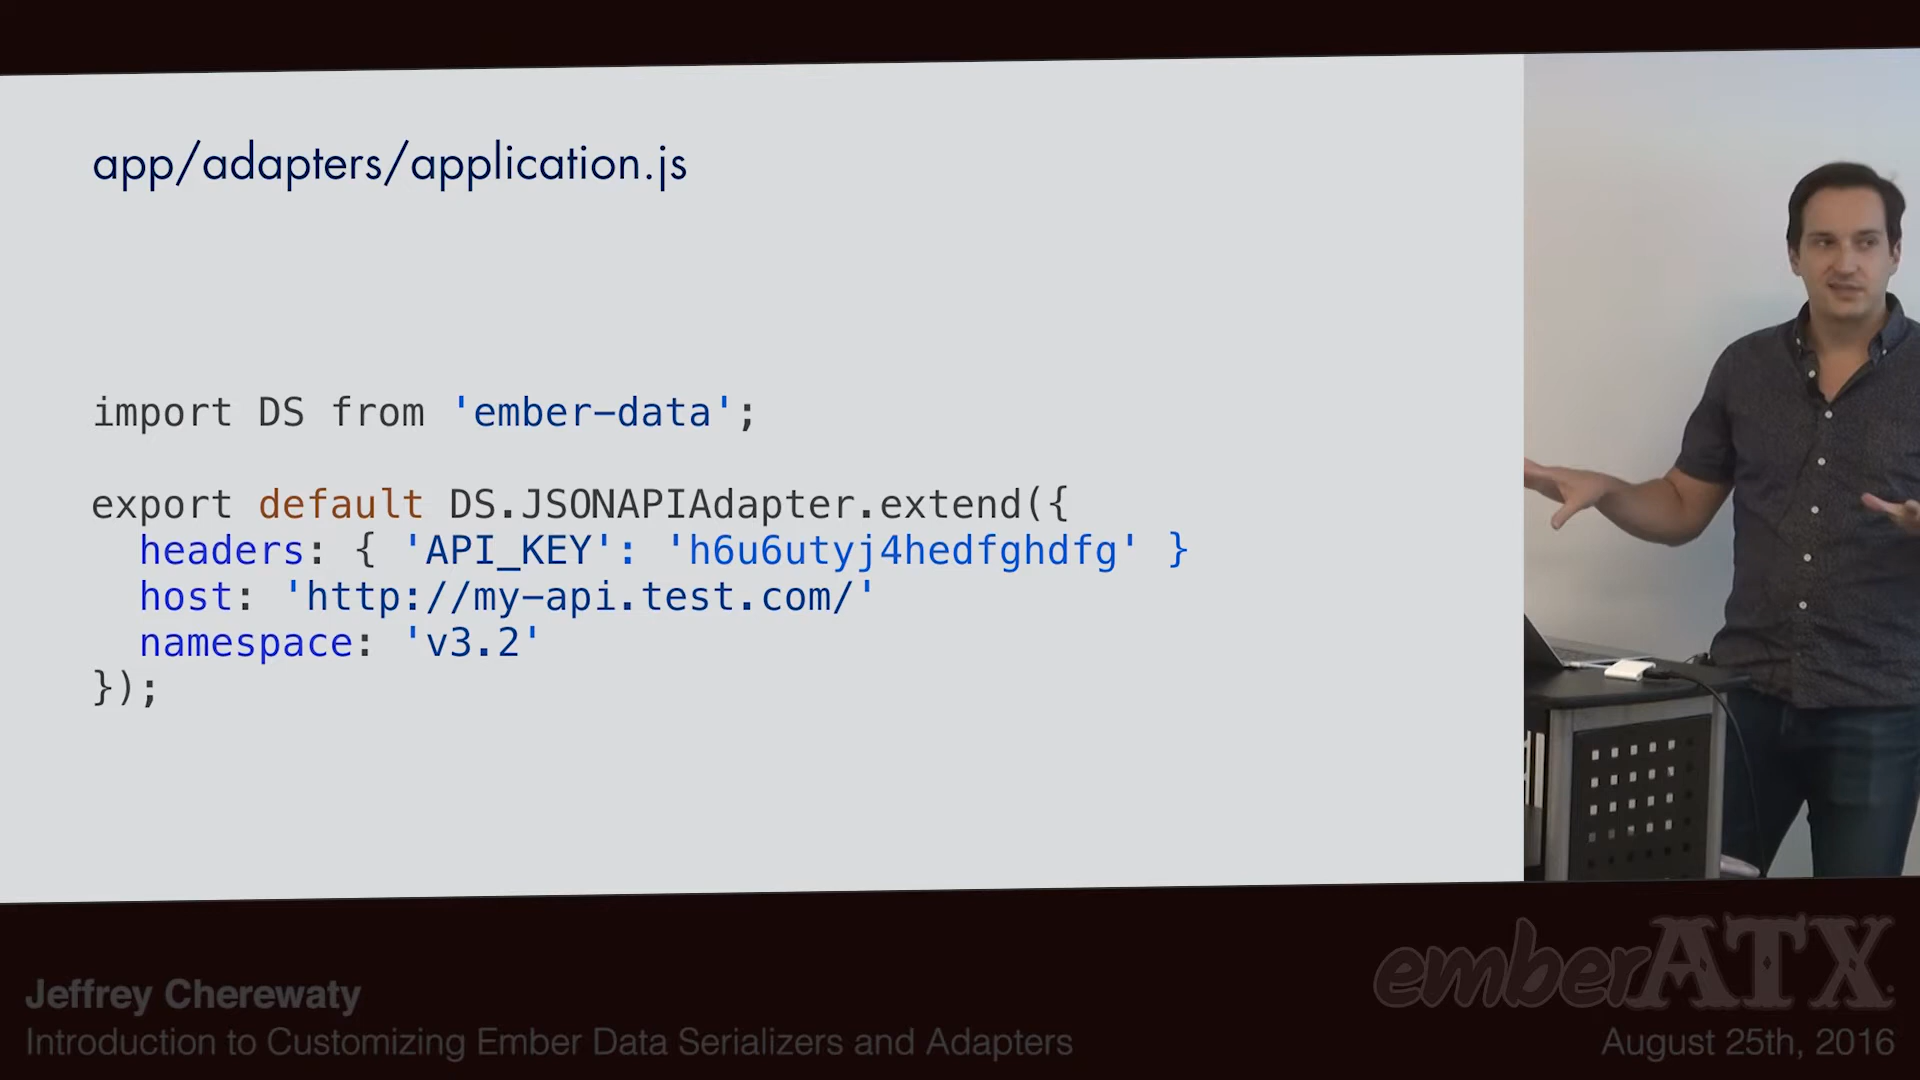 app/adapters/application.js
import DS from 'ember-data';
export default DS.JSONAPIAdapter.extend({
  headers: { 'API_KEY': 'h6u6utyj4hedfghdfg' }
  host: 'http://my-api.test.com/'
  namespace: 'v3.2'
});
emberATX
Jeffrey Cherewaty
Introduction to Customizing Ember Data Serializers and Adapters
August 25th, 2016